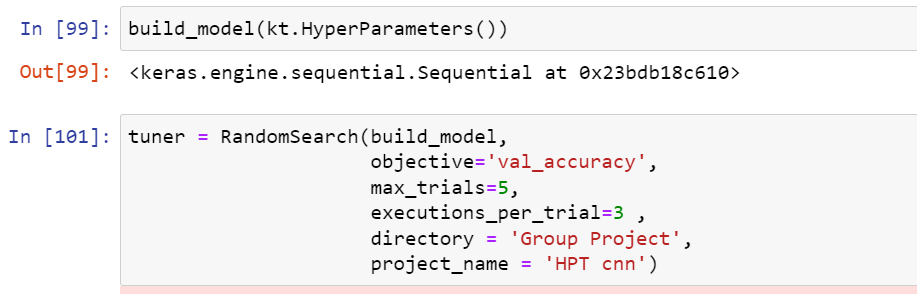 In [99]: build_model(kt.HyperParameters())
Out[99]: <keras.engine.sequential.Sequential at 0x23bdb18c610>
In [101]: tuner = RandomSearch(build_model,
objective='val_accuracy',
max_trials=5,
executions_per_trial=3 ,
directory = 'Group Project',
project_name = 'HPT cnn')